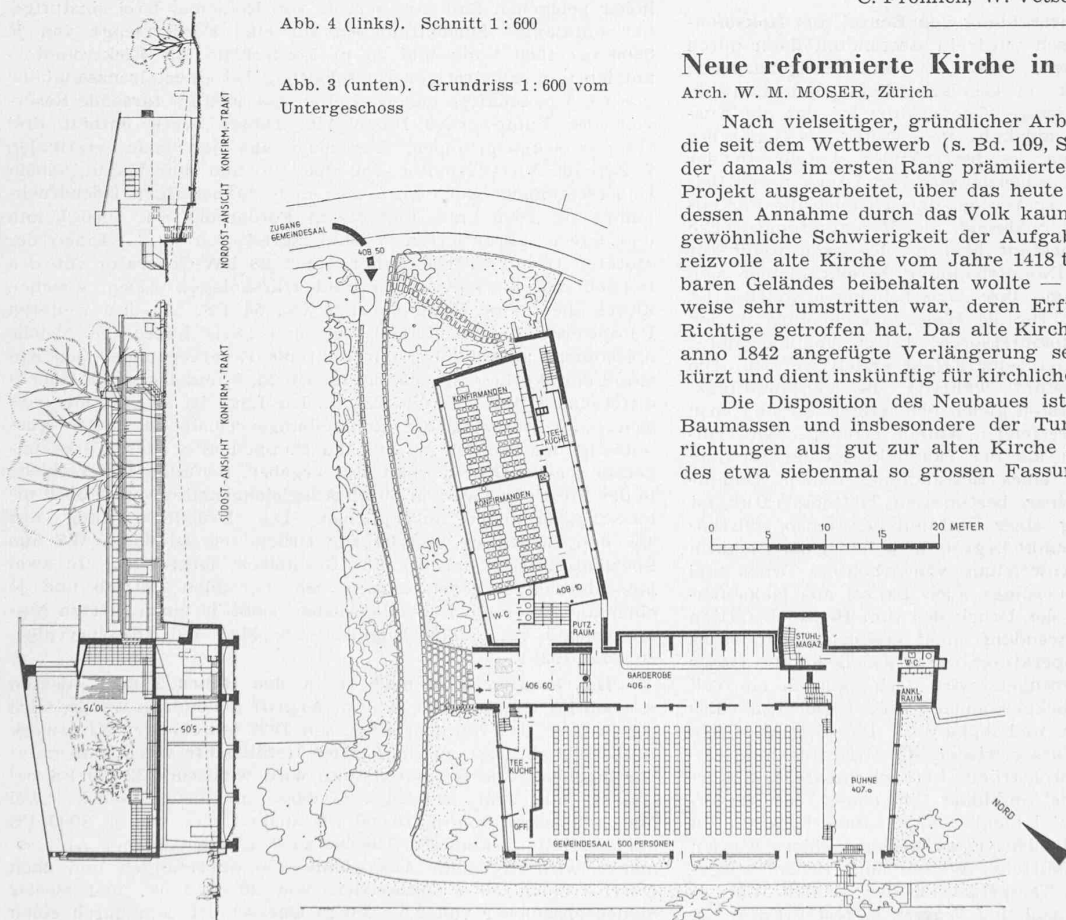 Abb. 4 (links). Schnitt 1 : 600
Abb. 3 (unten). Grundriss 1 : 600 vom
Untergeschoss
Neue reformierte Kirche in
Arch. W. M. MOSER, Zürich
Nach vielseitiger, gründlicher Arb
die seit dem Wettbewerb (s. Bd. 109, S
der damals im ersten Rang prämiierte
Projekt ausgearbeitet, über das heute
dessen Annahme durch das Volk kaum
gewöhnliche Schwierigkeit der Aufgab
reizvolle alte Kirche vom Jahre 1418 t
baren Geländes beibehalten wollte —
weise sehr umstritten war, deren Erf
Richtige getroffen hat. Das alte Kirch
anno 1842 angefügte Verlängerung se
kürzt und dient inskünftig für kirchliche
Die Disposition des Neubaues ist
Baumassen und insbesondere der Tur
richtungen aus gut zur alten Kirche
des etwa siebenmal so grossen Fassun
5 15 20 METER
NORDOST-ANSICHT KONFIRM.-TRAKT
SÜDOST-ANSICHT KONFIRM.-TRAKT
ZUGANG
GEMEINDESAAL
408 50
KONFIRMANDEN
TEE-
KÜCHE
KONFIRMANDEN
408.10
W C
PUTZ-
RAUM
STUHL-
MAGAZ
GARDEROBE
406.0
W C
ANKL
RAUM
406 60
TEE-
KÜCHE
OFF.
BÜHNE
407.0
GEMEINDESAAL 500 PERSONEN
NORD
10.75
5.05